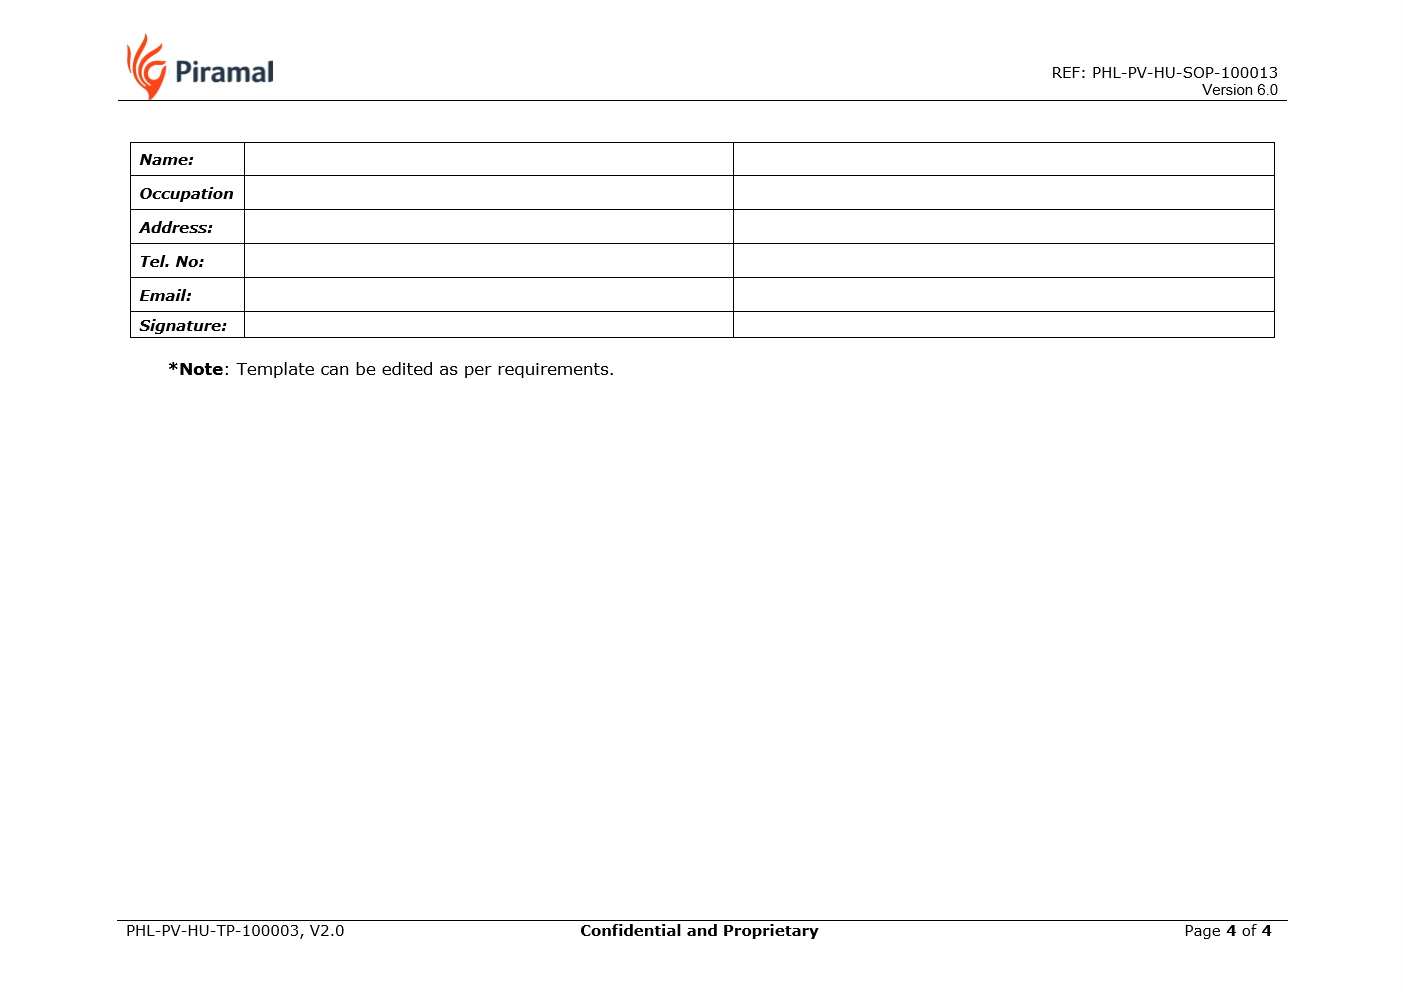 Piramal
REF: PHL-PV-HU-SOP-100013
Version 6.0
Name:
Occupation
Address:
Tel. No:
Email:
Signature:
*Note: Template can be edited as per requirements.
PHL-PV-HU-TP-100003, V2.0 Confidential and Proprietary Page 4 of 4